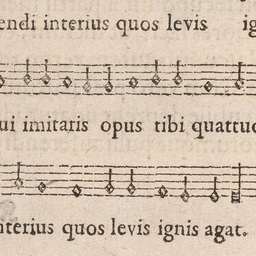 endi interius quos levis ig
ui imitaris opus tibi quattuo
nterius quos levis ignis agat.